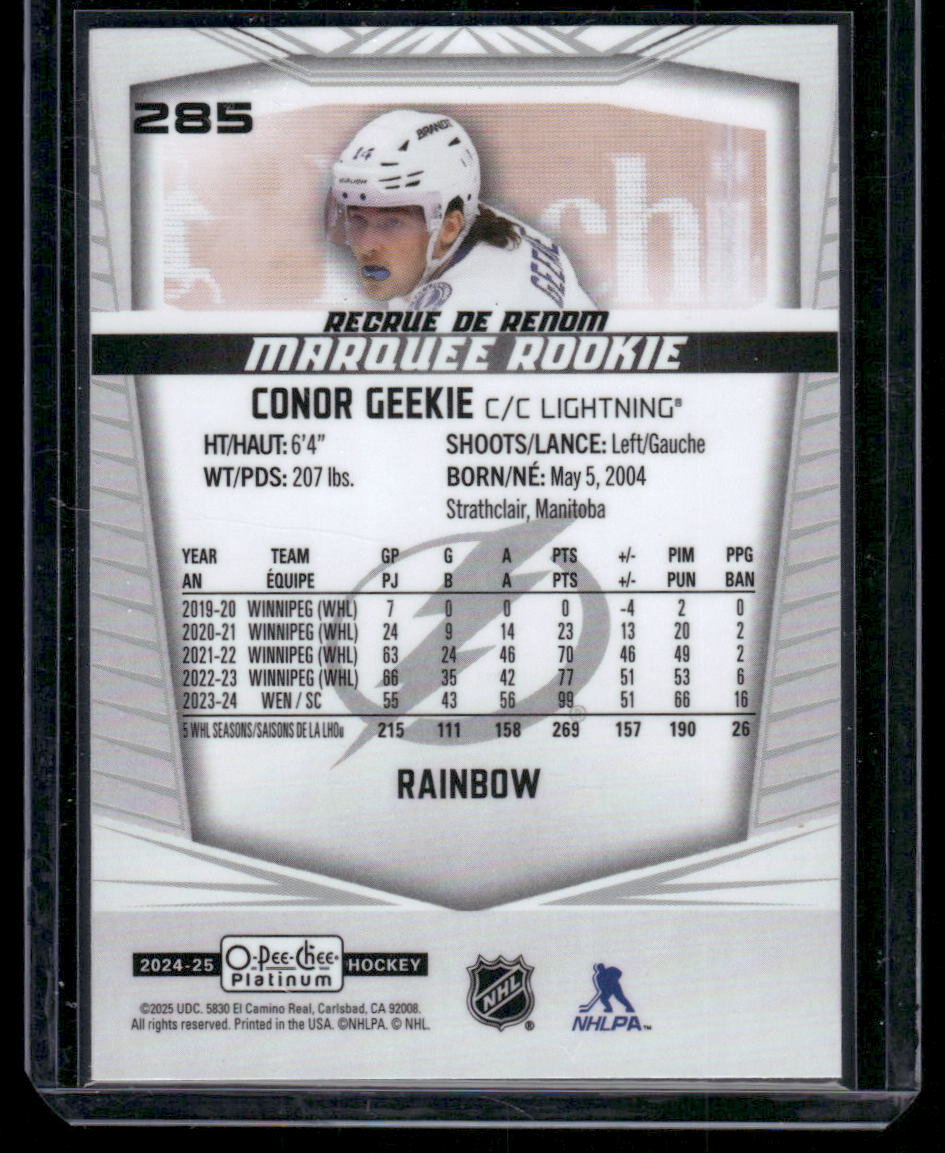 285
14
BRANDT
BAUER
GEEKIE
chi
RECRUE DE RENOM
MARQUEE ROOKIE
CONOR GEEKIE C/C LIGHTNING®
HT/HAUT: 6'4" SHOOTS/LANCE: Left/Gauche
WT/PDS: 207 lbs. BORN/NÉ: May 5, 2004
Strathclair, Manitoba
YEAR TEAM GP G A PTS +/- PIM PPG
AN ÉQUIPE PJ B A PTS +/- PUN BAN
2019-20 WINNIPEG (WHL) 7 0 0 0 -4 2 0
2020-21 WINNIPEG (WHL) 24 9 14 23 13 20 2
2021-22 WINNIPEG (WHL) 63 24 46 70 46 49 2
2022-23 WINNIPEG (WHL) 66 35 42 77 51 53 6
2023-24 WEN / SC 55 43 56 99 51 66 16
5 WHL SEASONS/SAISONS DE LA LHOu 215 111 158 269 157 190 26
RAINBOW
2024-25 O-Pee-Chee® Platinum HOCKEY
NHL ®
NHLPA™
©2025 UDC. 5830 El Camino Real, Carlsbad, CA 92008.
All rights reserved. Printed in the USA. ©NHLPA. © NHL.